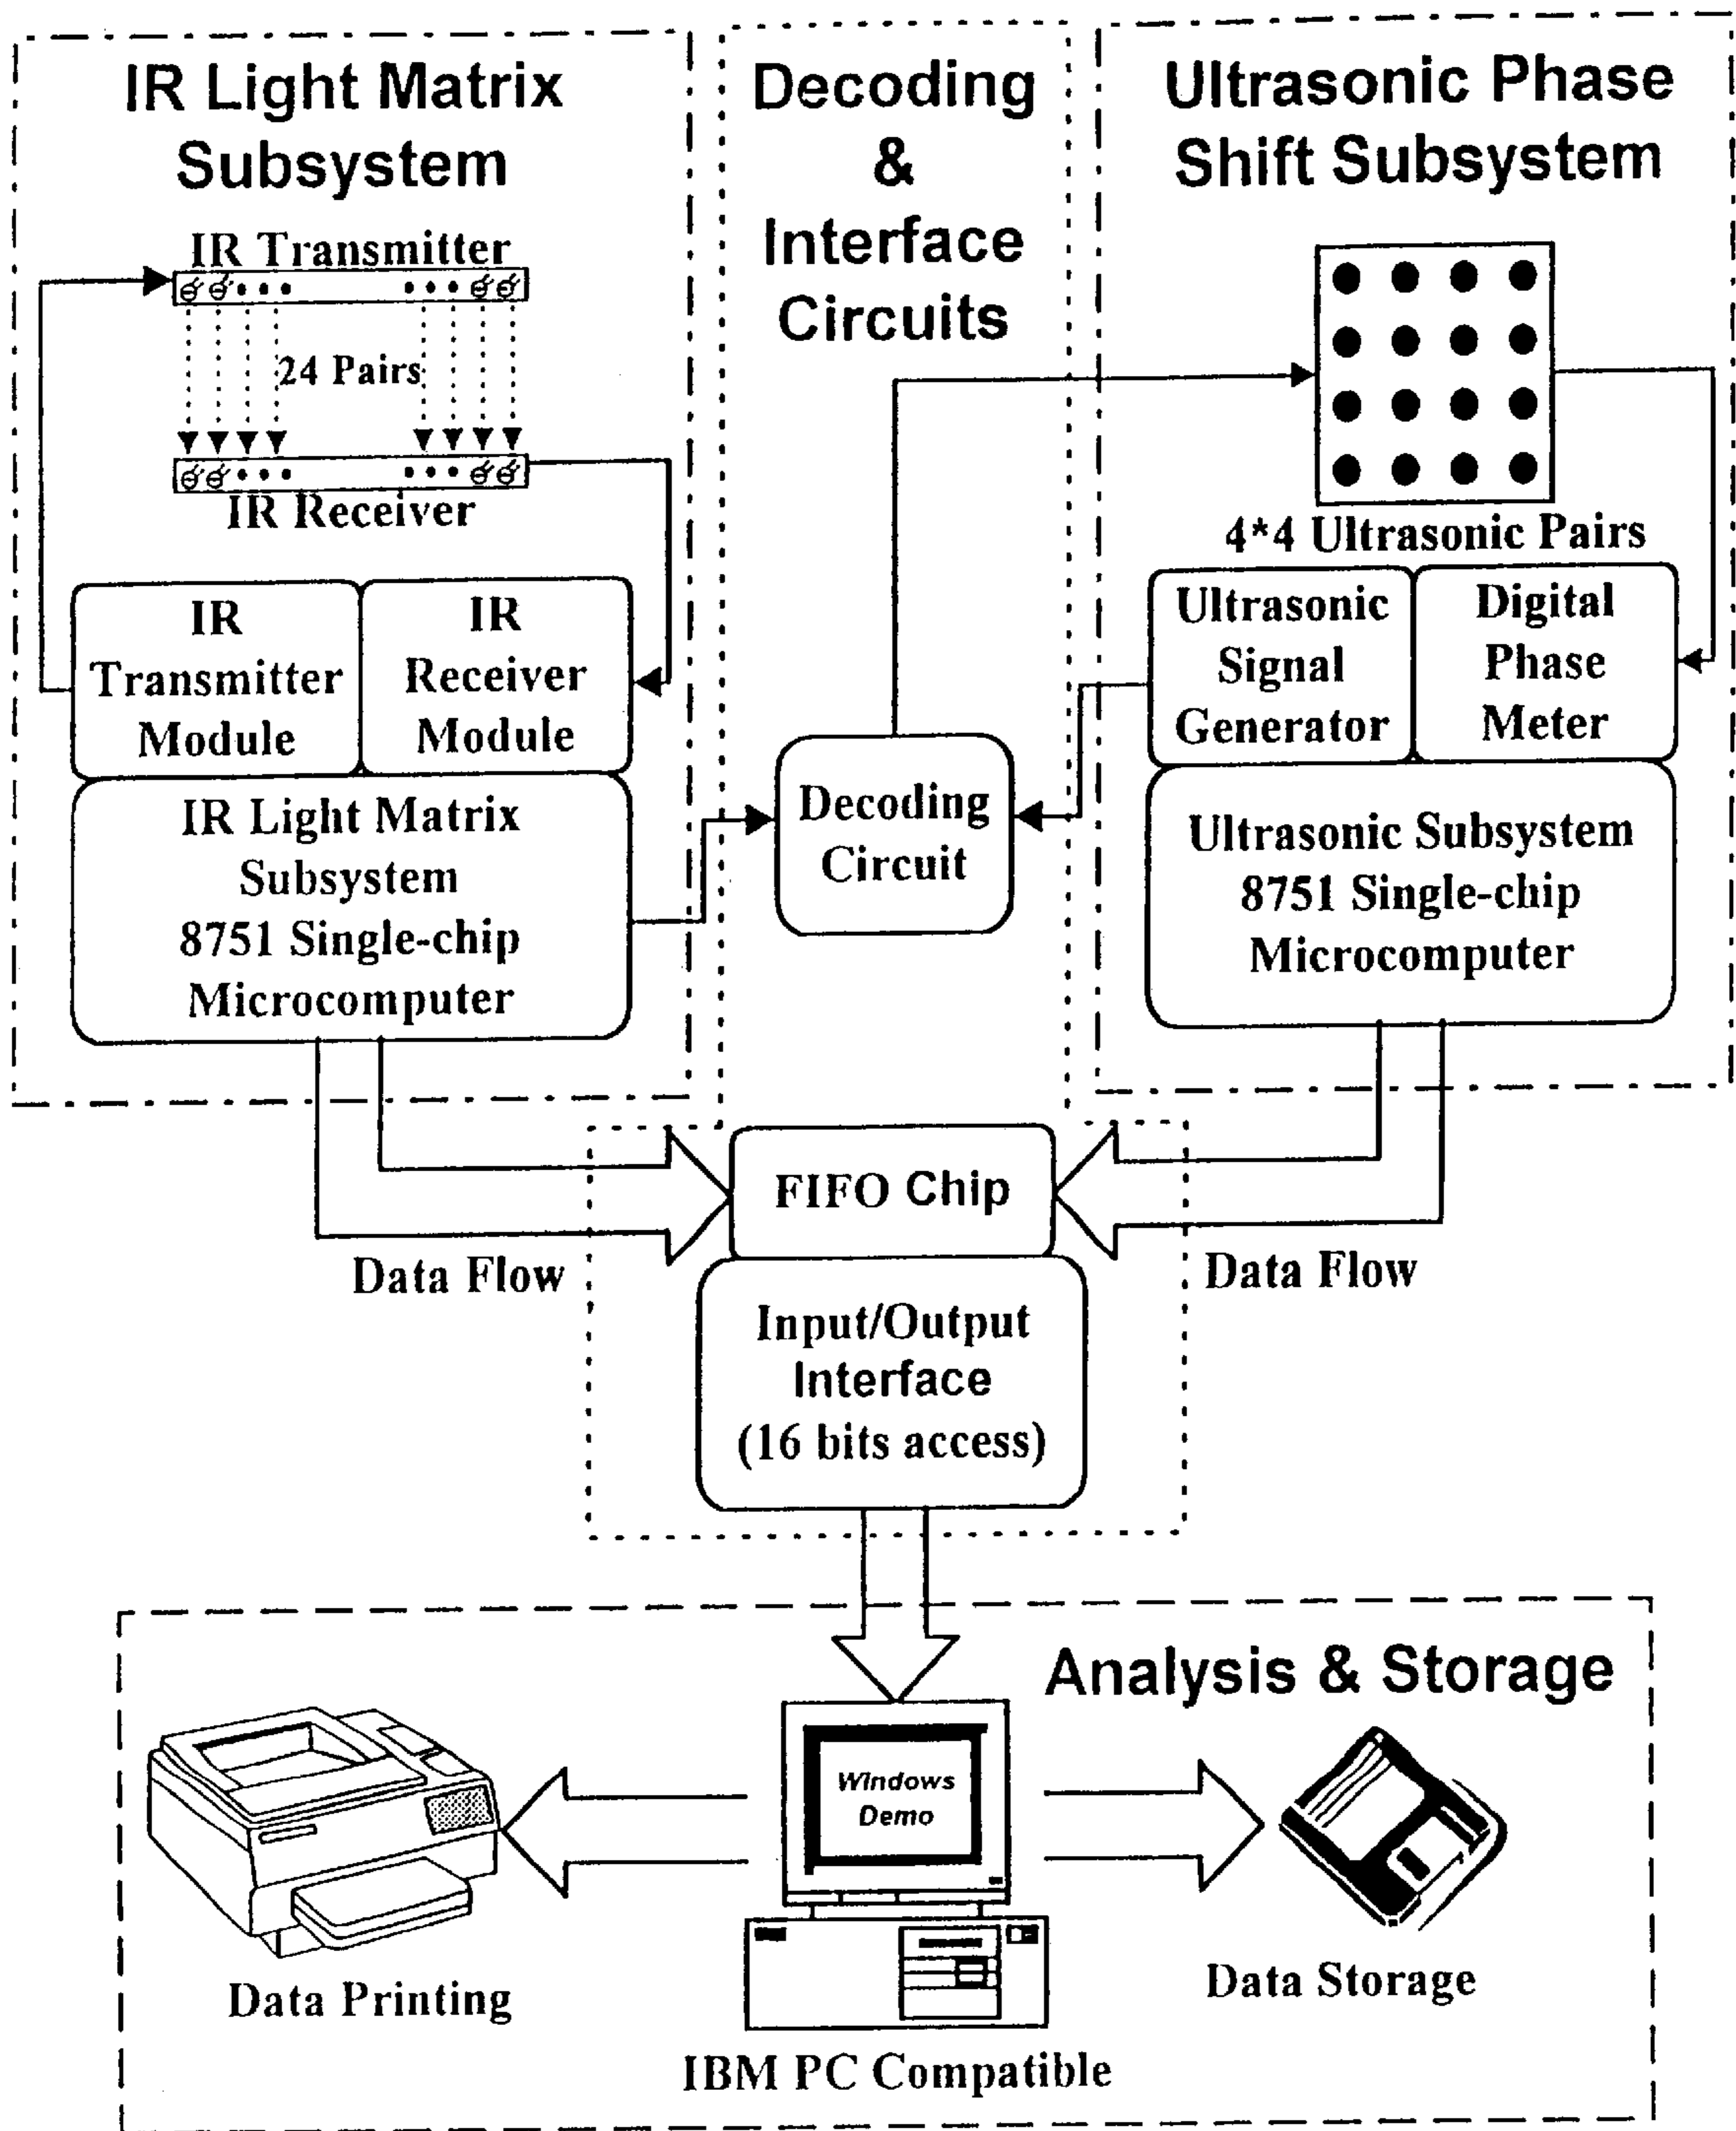 IR Light Matrix
Subsystem
IR Transmitter
24 Pairs
IR Receiver
IR
Transmitter
Module
IR
Receiver
Module
IR Light Matrix
Subsystem
8751 Single-chip
Microcomputer
Decoding
&
Interface
Circuits
Decoding
Circuit
Ultrasonic Phase
Shift Subsystem
4*4 Ultrasonic Pairs
Ultrasonic
Signal
Generator
Digital
Phase
Meter
Ultrasonic Subsystem
8751 Single-chip
Microcomputer
Data Flow
FIFO Chip
Data Flow
Input/Output
Interface
(16 bits access)
Analysis & Storage
Windows
Demo
Data Printing
IBM PC Compatible
Data Storage